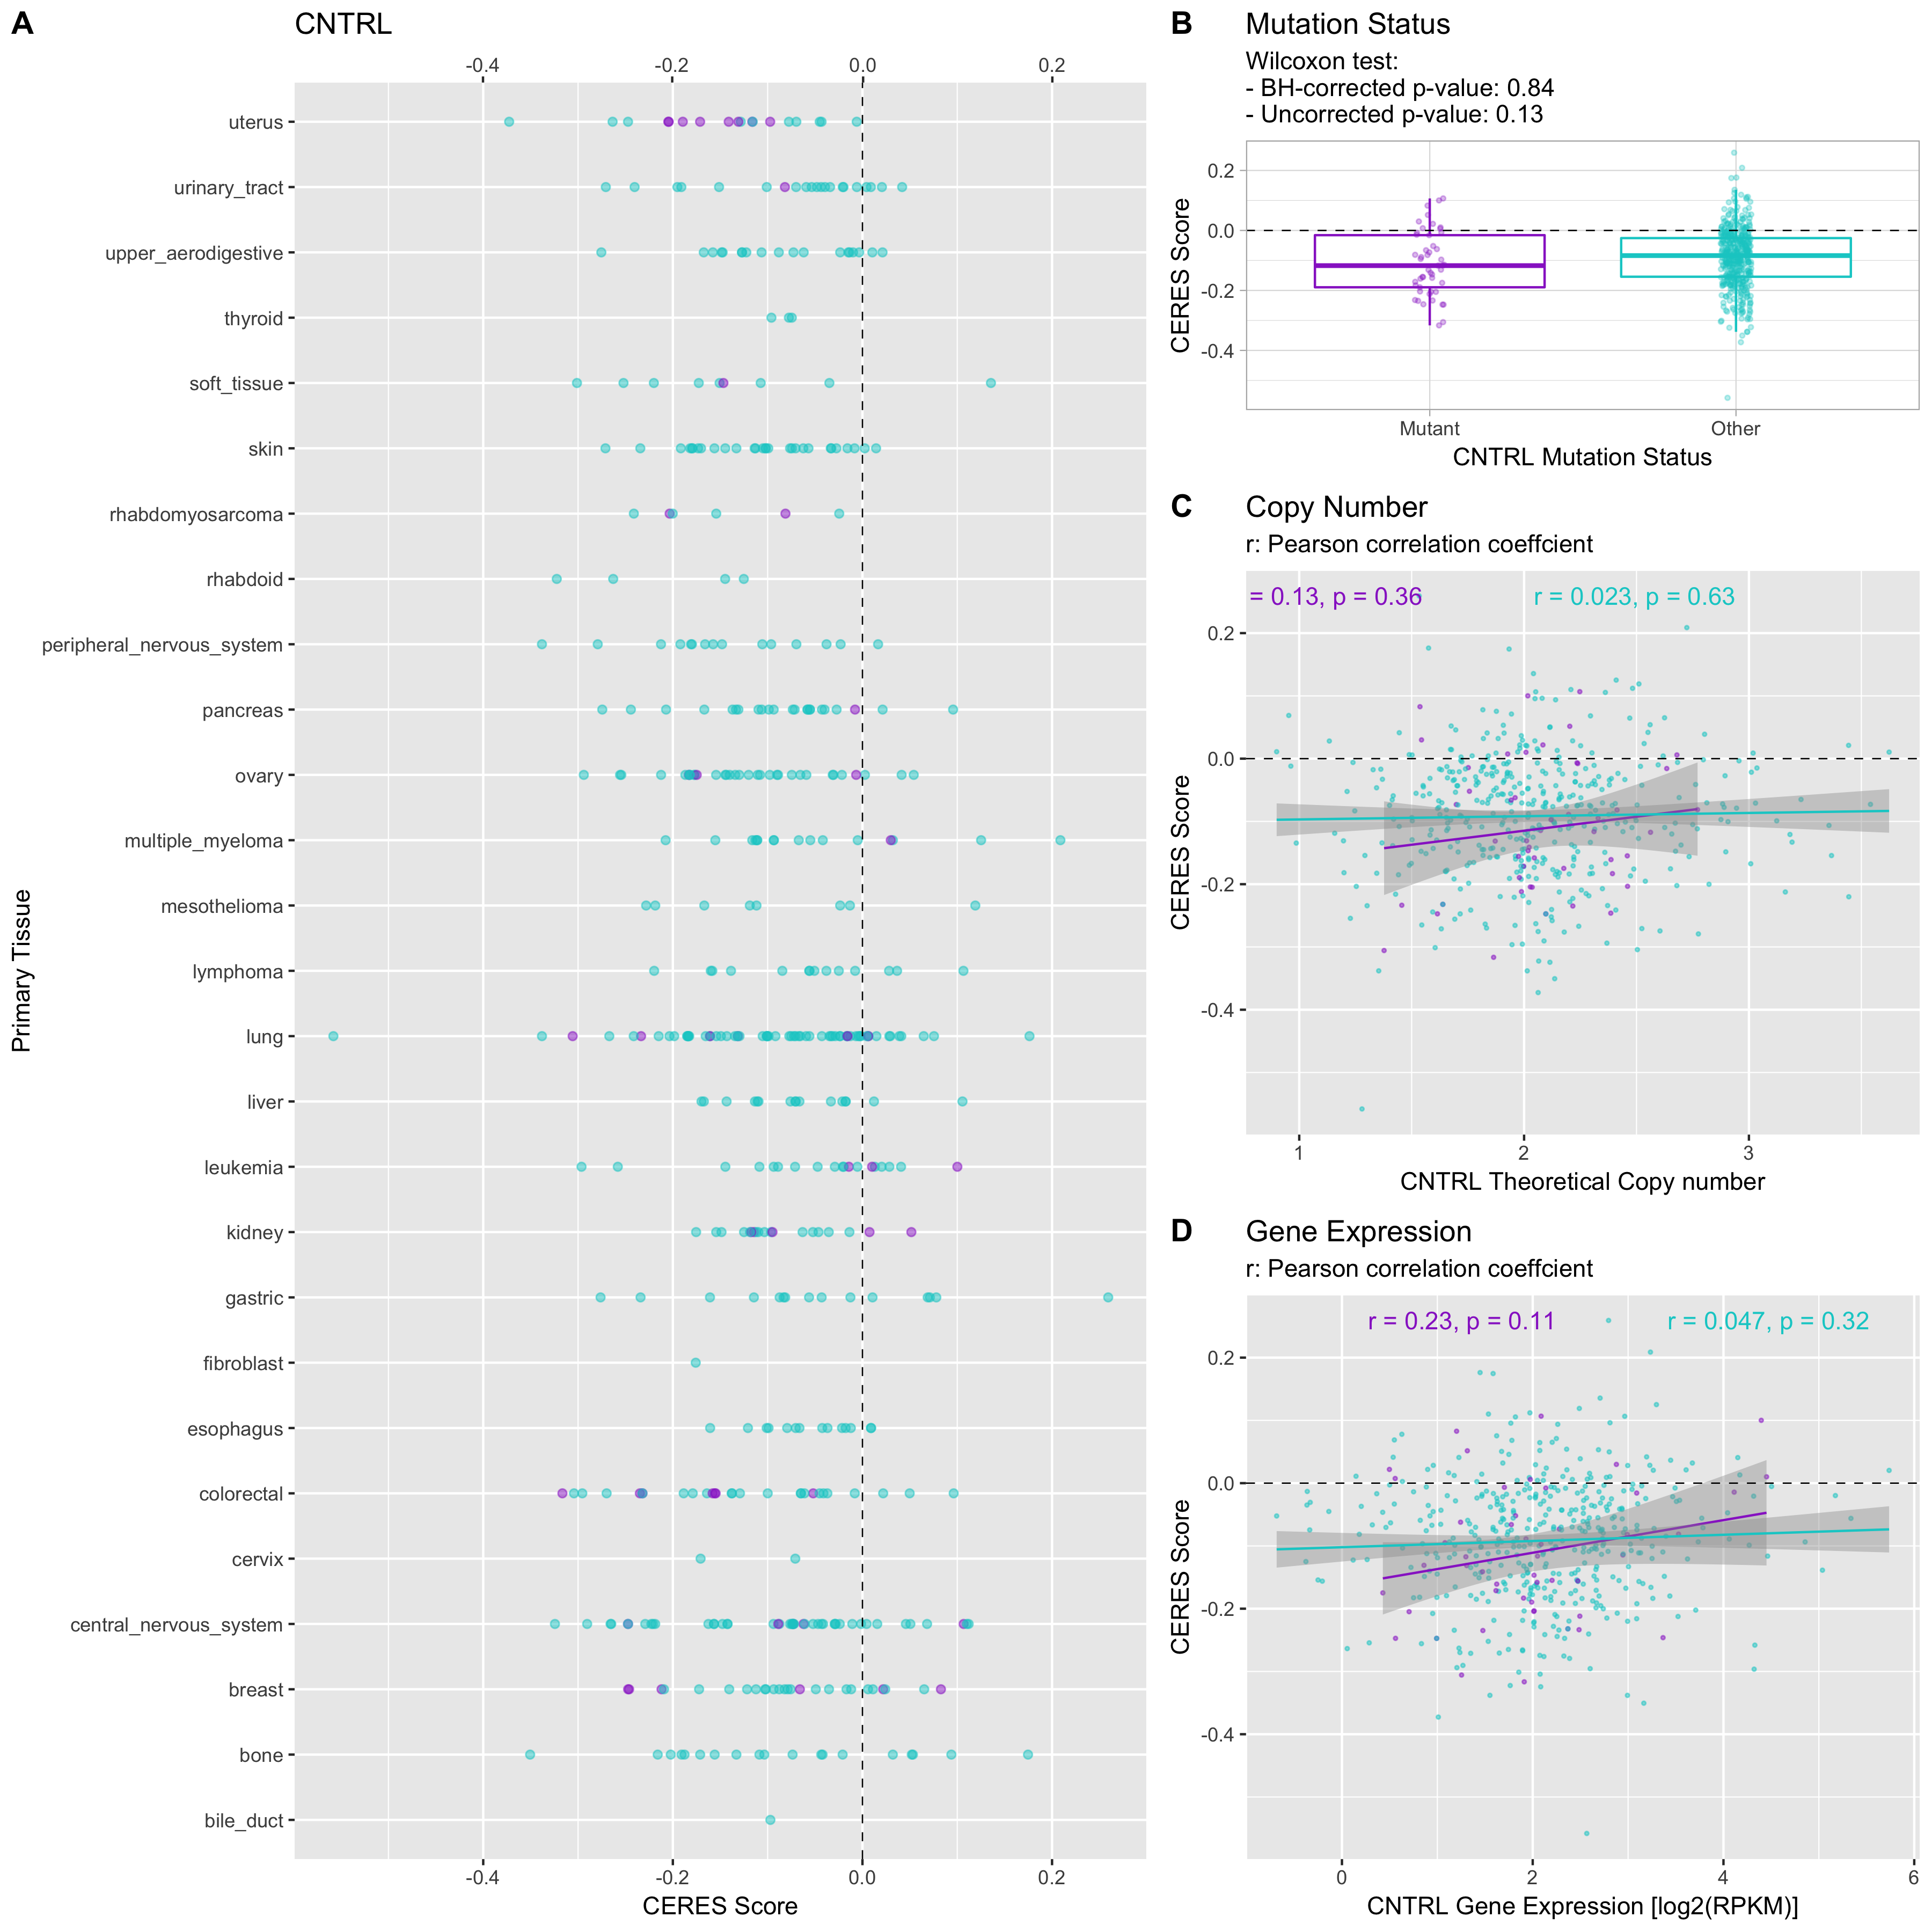 A
CNTRL
-0.4 -0.2 0.0 0.2
Primary Tissue
uterus
urinary_tract
upper_aerodigestive
thyroid
soft_tissue
skin
rhabdomyosarcoma
rhabdoid
peripheral_nervous_system
pancreas
ovary
multiple_myeloma
mesothelioma
lymphoma
lung
liver
leukemia
kidney
gastric
fibroblast
esophagus
colorectal
cervix
central_nervous_system
breast
bone
bile_duct
-0.4 -0.2 0.0 0.2
CERES Score
B
Mutation Status
Wilcoxon test:
- BH-corrected p-value: 0.84
- Uncorrected p-value: 0.13
CERES Score
0.2
0.0
-0.2
-0.4
Mutant Other
CNTRL Mutation Status
C
Copy Number
r: Pearson correlation coeffcient
= 0.13, p = 0.36 r = 0.023, p = 0.63
CERES Score
0.2
0.0
-0.2
-0.4
1 2 3
CNTRL Theoretical Copy number
D
Gene Expression
r: Pearson correlation coeffcient
r = 0.23, p = 0.11 r = 0.047, p = 0.32
CERES Score
0.2
0.0
-0.2
-0.4
0 2 4 6
CNTRL Gene Expression [log2(RPKM)]